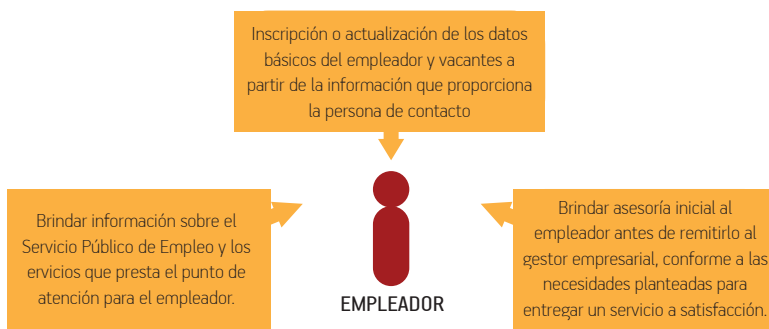 Inscripción o actualización de los datos
básicos del empleador y vacantes a
partir de la información que proporciona
la persona de contacto
Brindar información sobre el
Servicio Público de Empleo y los
ervicios que presta el punto de
atención para el empleador.
Brindar asesoría inicial al
empleador antes de remitirlo al
gestor empresarial, conforme a las
necesidades planteadas para
entregar un servicio a satisfacción.
EMPLEADOR